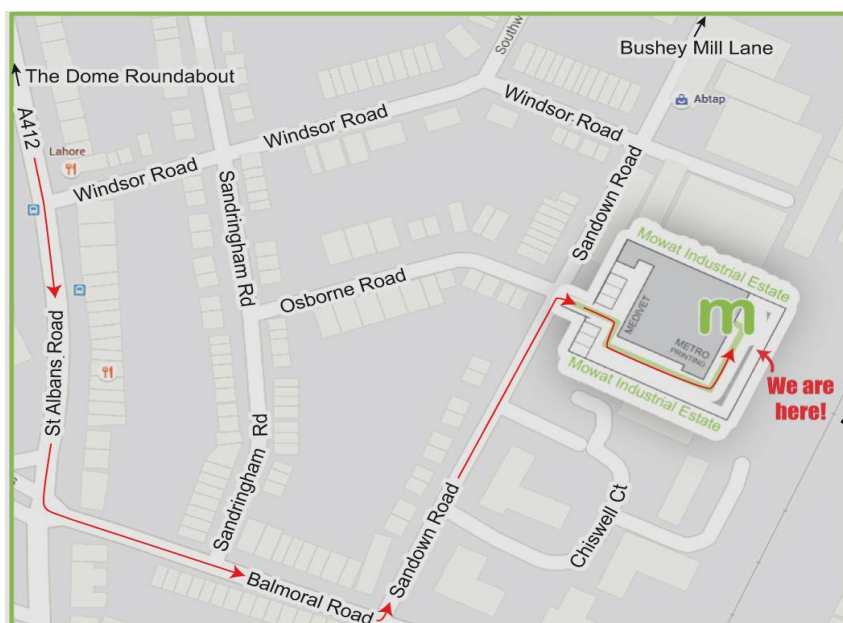 Bushey Mill Lane
The Dome Roundabout
Southw
A412
Abtap
Windsor Road
Windsor Road
Lahore
Windsor Road
Sandringham Rd
Sandown Road
Mowat Industrial Estate
Osborne Road
MEDIVET
m
METRO
PRINTING
We are
here!
Mowat Industrial Estate
St Albans Road
Sandringham Rd
Sandown Road
Chiswell Ct
Balmoral Road